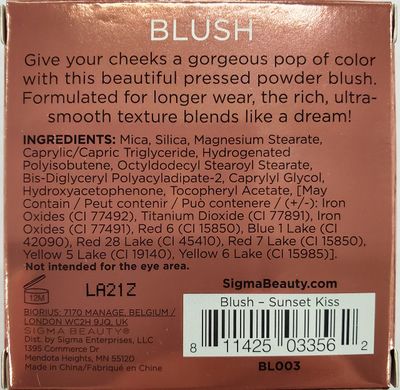 BLUSH
Give your cheeks a gorgeous pop of color
with this beautiful pressed powder blush.
Formulated for longer wear, the rich, ultra-
smooth texture blends like a dream!
INGREDIENTS: Mica, Silica, Magnesium Stearate,
Caprylic/Capric Triglyceride, Hydrogenated
Polyisobutene, Octyldodecyl Stearoyl Stearate,
Bis-Diglyceryl Polyacyladipate-2, Caprylyl Glycol,
Hydroxyacetophenone, Tocopheryl Acetate, [May
Contain / Peut contenir / Può contenere / (+/-): Iron
Oxides (CI 77492), Titanium Dioxide (CI 77891), Iron
Oxides (CI 77491), Red 6 (CI 15850), Blue 1 Lake (CI
42090), Red 28 Lake (CI 45410), Red 7 Lake (CI 15850),
Yellow 5 Lake (CI 19140), Yellow 6 Lake (CI 15985)].
Not intended for the eye area.
12M
LA21Z
BIORIUS: 7170 MANAGE, BELGIUM /
LONDON WC2H 9JQ, UK
SIGMA BEAUTY®
Dist. by Sigma Enterprises, LLC
1395 Commerce Dr
Mendota Heights, MN 55120
Made in China/Fabriqué en China
SigmaBeauty.com
Blush – Sunset Kiss
8 11425 03356 2
BL003